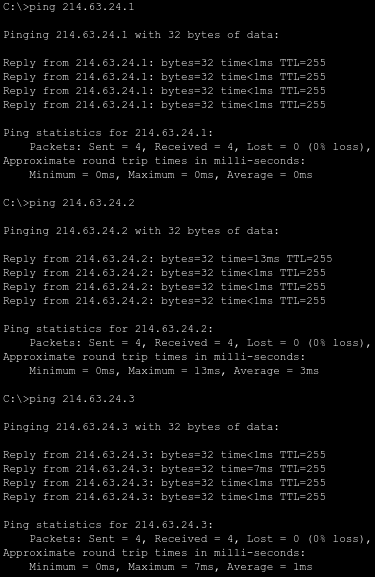 C:\>ping 214.63.24.1
Pinging 214.63.24.1 with 32 bytes of data:
Reply from 214.63.24.1: bytes=32 time<1ms TTL=255
Reply from 214.63.24.1: bytes=32 time<1ms TTL=255
Reply from 214.63.24.1: bytes=32 time<1ms TTL=255
Reply from 214.63.24.1: bytes=32 time<1ms TTL=255
Ping statistics for 214.63.24.1:
    Packets: Sent = 4, Received = 4, Lost = 0 (0% loss),
Approximate round trip times in milli-seconds:
    Minimum = 0ms, Maximum = 0ms, Average = 0ms
C:\>ping 214.63.24.2
Pinging 214.63.24.2 with 32 bytes of data:
Reply from 214.63.24.2: bytes=32 time=13ms TTL=255
Reply from 214.63.24.2: bytes=32 time<1ms TTL=255
Reply from 214.63.24.2: bytes=32 time<1ms TTL=255
Reply from 214.63.24.2: bytes=32 time<1ms TTL=255
Ping statistics for 214.63.24.2:
    Packets: Sent = 4, Received = 4, Lost = 0 (0% loss),
Approximate round trip times in milli-seconds:
    Minimum = 0ms, Maximum = 13ms, Average = 3ms
C:\>ping 214.63.24.3
Pinging 214.63.24.3 with 32 bytes of data:
Reply from 214.63.24.3: bytes=32 time<1ms TTL=255
Reply from 214.63.24.3: bytes=32 time=7ms TTL=255
Reply from 214.63.24.3: bytes=32 time<1ms TTL=255
Reply from 214.63.24.3: bytes=32 time<1ms TTL=255
Ping statistics for 214.63.24.3:
    Packets: Sent = 4, Received = 4, Lost = 0 (0% loss),
Approximate round trip times in milli-seconds:
    Minimum = 0ms, Maximum = 7ms, Average = 1ms